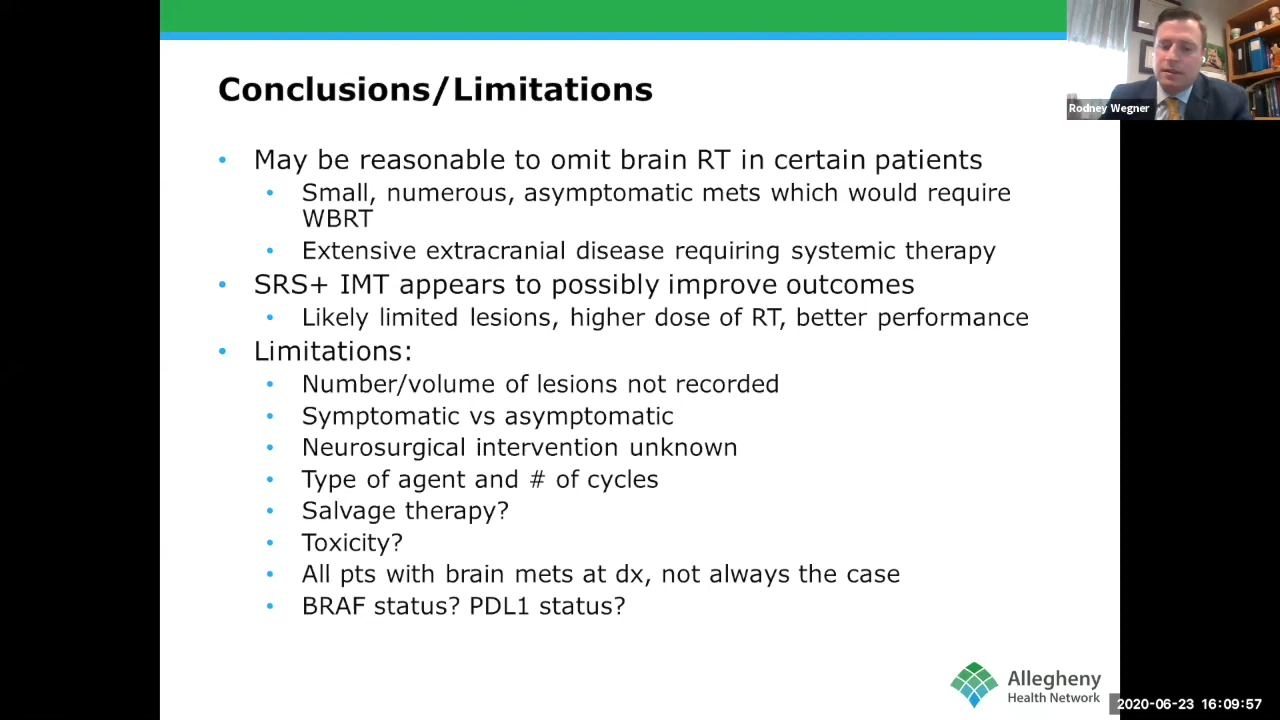 Conclusions/Limitations
Rodney Wegner
• May be reasonable to omit brain RT in certain patients
• Small, numerous, asymptomatic mets which would require
WBRT
• Extensive extracranial disease requiring systemic therapy
• SRS+ IMT appears to possibly improve outcomes
• Likely limited lesions, higher dose of RT, better performance
• Limitations:
• Number/volume of lesions not recorded
• Symptomatic vs asymptomatic
• Neurosurgical intervention unknown
• Type of agent and # of cycles
• Salvage therapy?
• Toxicity?
• All pts with brain mets at dx, not always the case
• BRAF status? PDL1 status?
Allegheny
Health Network
2020-06-23 16:09:57